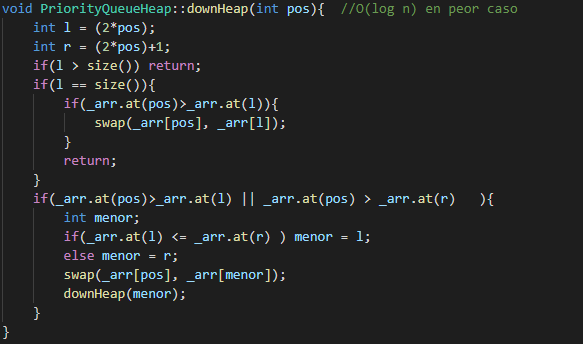 void PriorityQueueHeap::downHeap(int pos){  //O(log n) en peor caso
    int l = (2*pos);
    int r = (2*pos)+1;
    if(l > size()) return;
    if(l == size()){
        if(_arr.at(pos)>_arr.at(l)){
            swap(_arr[pos], _arr[l]);
        }
        return;
    }
    if(_arr.at(pos)>_arr.at(l) || _arr.at(pos) > _arr.at(r)   ){
        int menor;
        if(_arr.at(l) <= _arr.at(r) ) menor = l;
        else menor = r;
        swap(_arr[pos], _arr[menor]);
        downHeap(menor);
    }
}